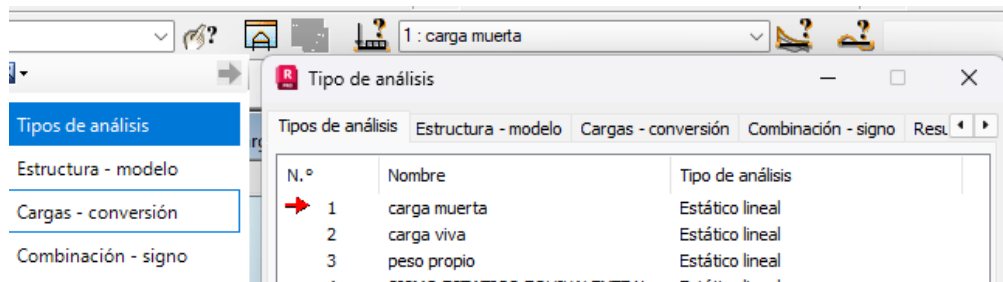 1 : carga muerta
Tipo de análisis
Tipos de análisis
Estructura - modelo
Cargas - conversión
Combinación - signo
Tipos de análisis Estructura - modelo Cargas - conversión Combinación - signo Resu
N.º Nombre Tipo de análisis
1 carga muerta Estático lineal
2 carga viva Estático lineal
3 peso propio Estático lineal